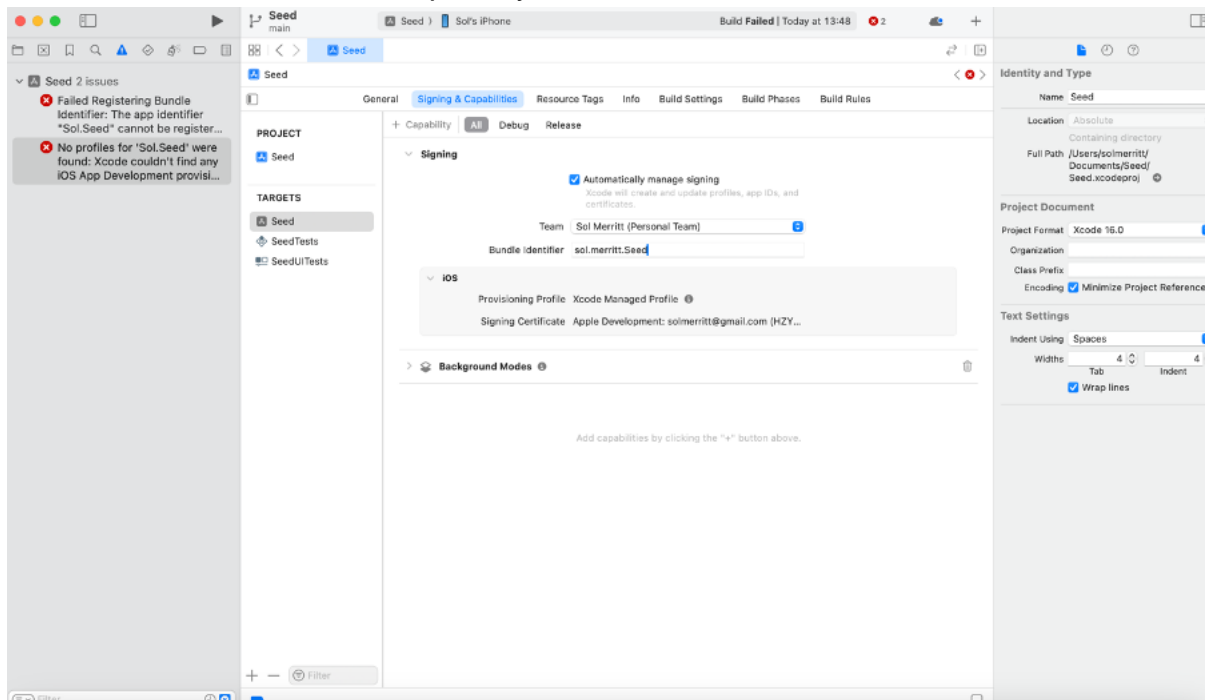 Seed
main
Seed
Sol's iPhone
Build Failed | Today at 13:48
2
Seed 2 issues
Failed Registering Bundle
Identifier: The app identifier
"Sol.Seed" cannot be register...
No profiles for 'Sol.Seed' were
found: Xcode couldn't find any
iOS App Development provisi...
Filter
Seed
Seed
General
Signing & Capabilities
Resource Tags
Info
Build Settings
Build Phases
Build Rules
PROJECT
Seed
TARGETS
Seed
SeedTests
SeedUITests
Filter
+ Capability
All
Debug
Release
Signing
Automatically manage signing
Xcode will create and update profiles, app IDs, and
certificates.
Team Sol Merritt (Personal Team)
Bundle Identifier sol.merritt.Seed
iOS
Provisioning Profile Xcode Managed Profile
Signing Certificate Apple Development: solmerritt@gmail.com (HZY...
Background Modes
Add capabilities by clicking the "+" button above.
Identity and Type
Name Seed
Location Absolute
Containing directory
Full Path /Users/solmerritt/
Documents/Seed/
Seed.xcodeproj
Project Document
Project Format Xcode 16.0
Organization
Class Prefix
Encoding Minimize Project Reference
Text Settings
Indent Using Spaces
Widths 4 4
Tab Indent
Wrap lines